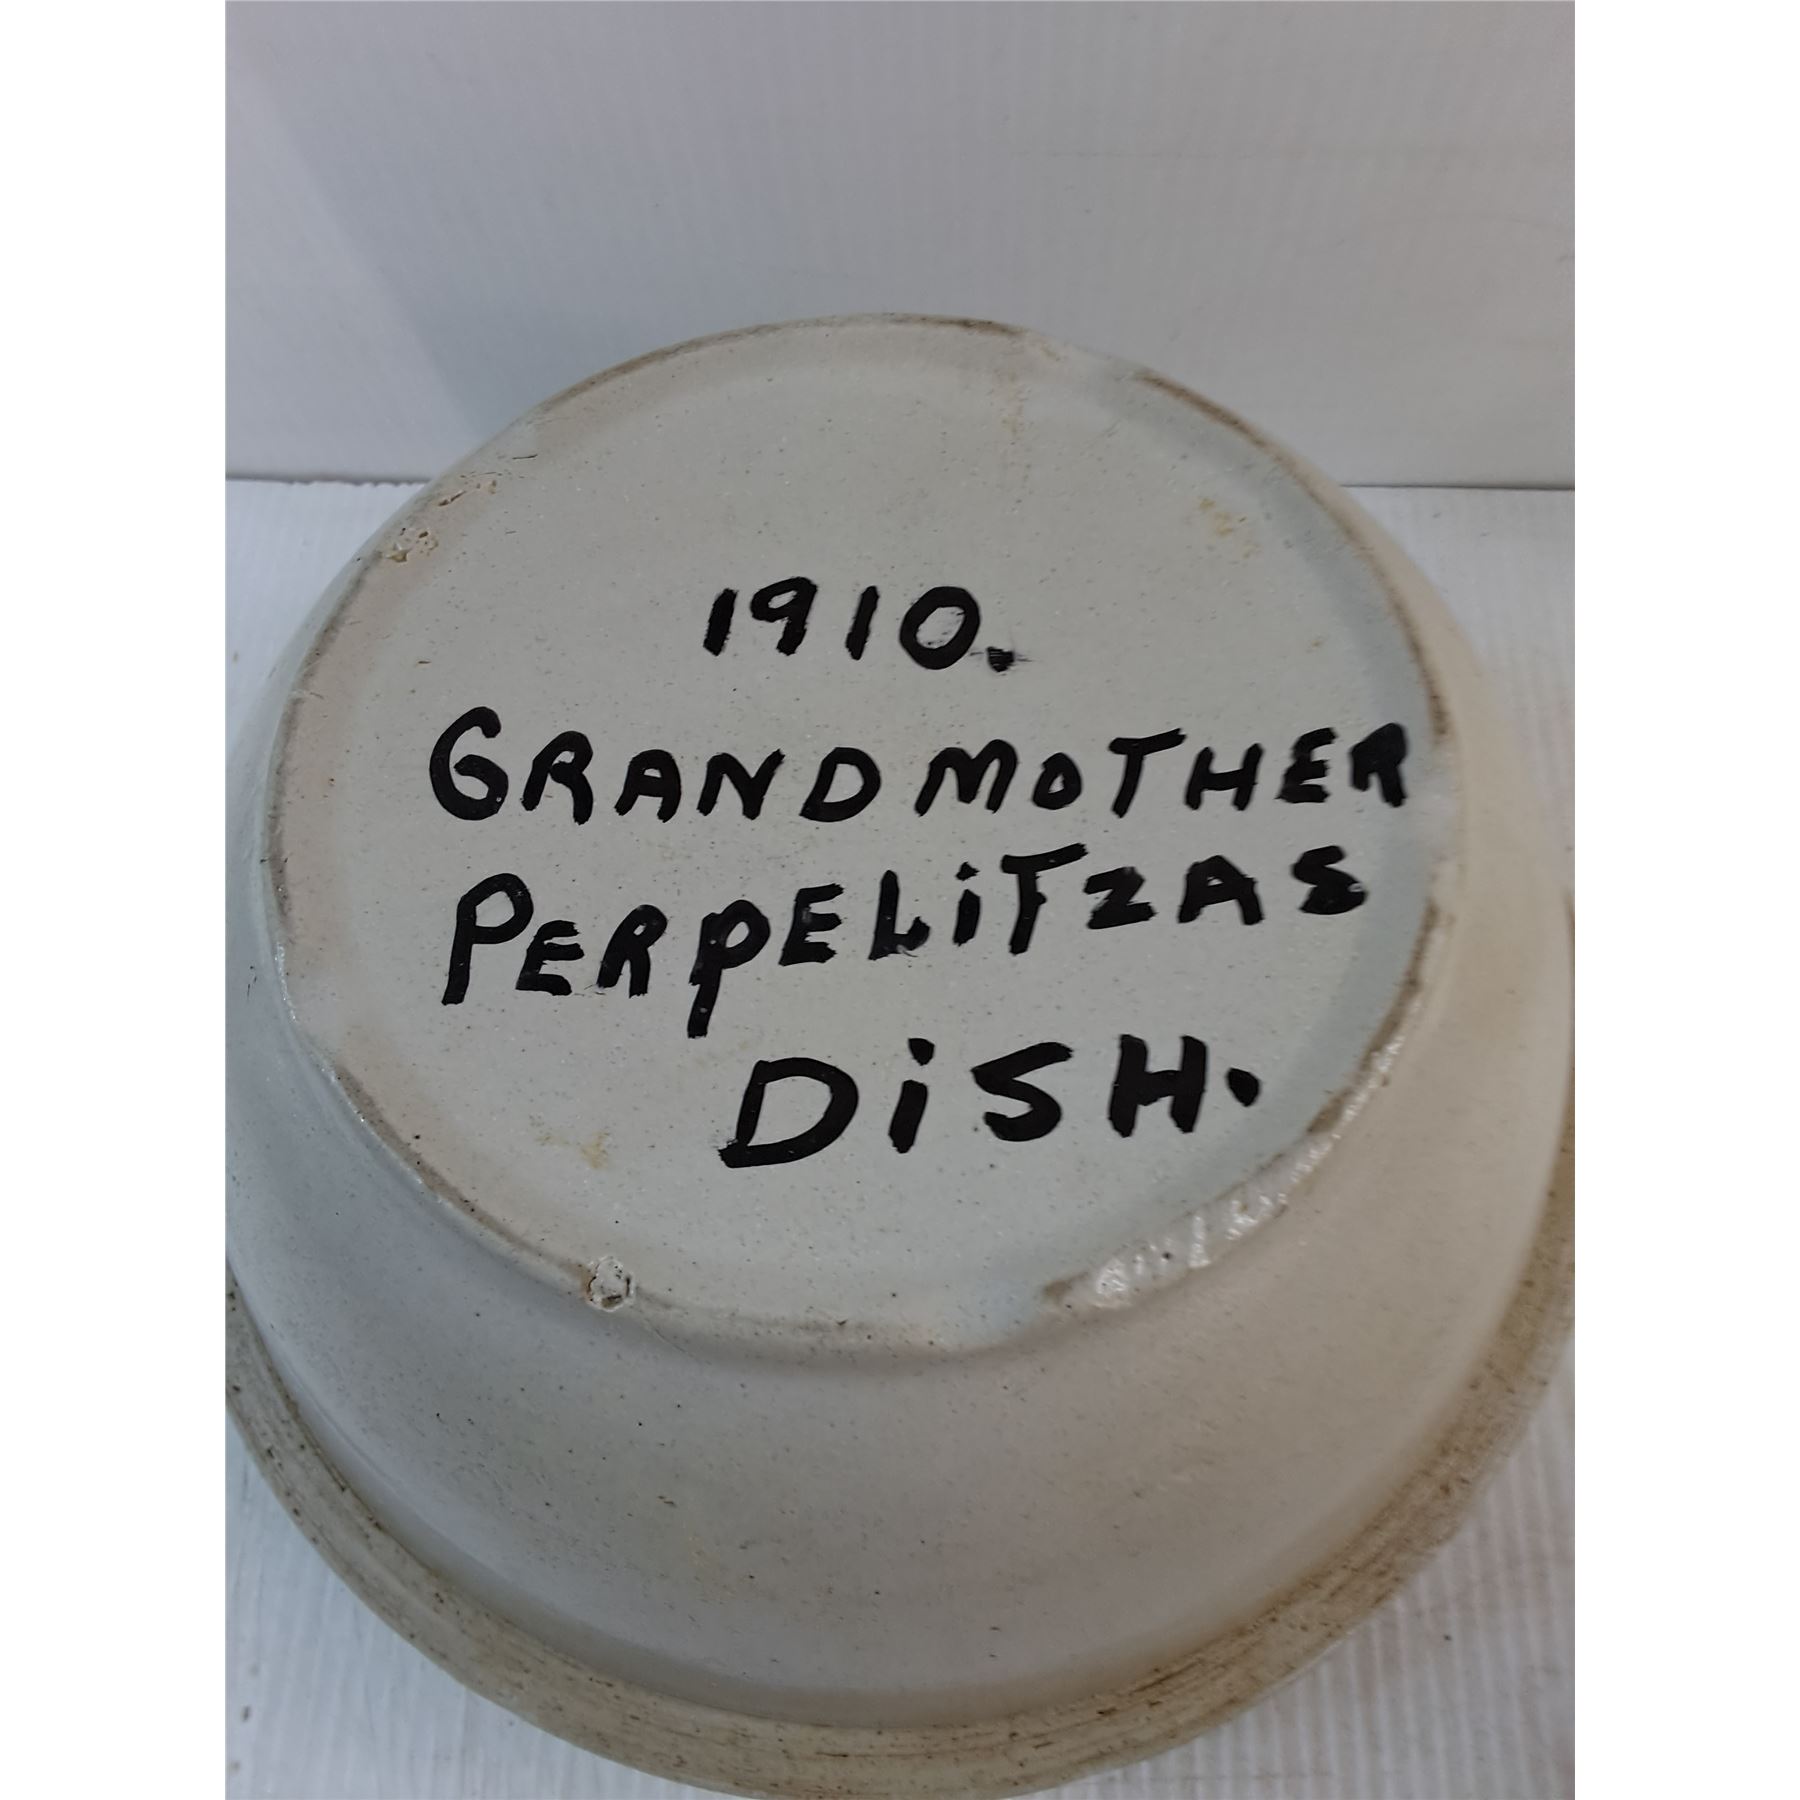 1910.
GRANDMOTHER
PERPELiTZAS
DiSH.